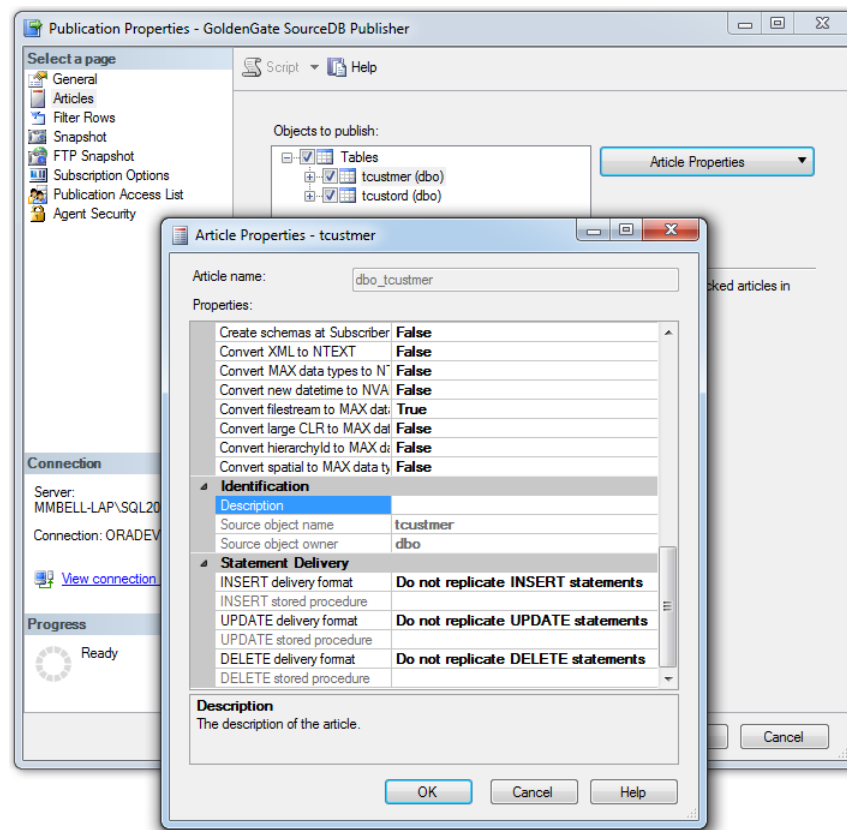 Publication Properties - GoldenGate SourceDB Publisher
Select a page
General
Articles
Filter Rows
Snapshot
FTP Snapshot
Subscription Options
Publication Access List
Agent Security
Script
Help
Objects to publish:
Tables
tcustmer (dbo)
tcustord (dbo)
Article Properties
cked articles in
Connection
Server:
MMBELL-LAP\SQL20
Connection: ORADEV
View connection
Progress
Ready
Cancel
Article Properties - tcustmer
Article name:
dbo_tcustmer
Properties:
Create schemas at Subscriber False
Convert XML to NTEXT False
Convert MAX data types to NT False
Convert new datetime to NVA False
Convert filestream to MAX dat True
Convert large CLR to MAX dat False
Convert hierarchyId to MAX da False
Convert spatial to MAX data ty False
Identification
Description
Source object name tcustmer
Source object owner dbo
Statement Delivery
INSERT delivery format Do not replicate INSERT statements
INSERT stored procedure
UPDATE delivery format Do not replicate UPDATE statements
UPDATE stored procedure
DELETE delivery format Do not replicate DELETE statements
DELETE stored procedure
Description
The description of the article.
OK
Cancel
Help